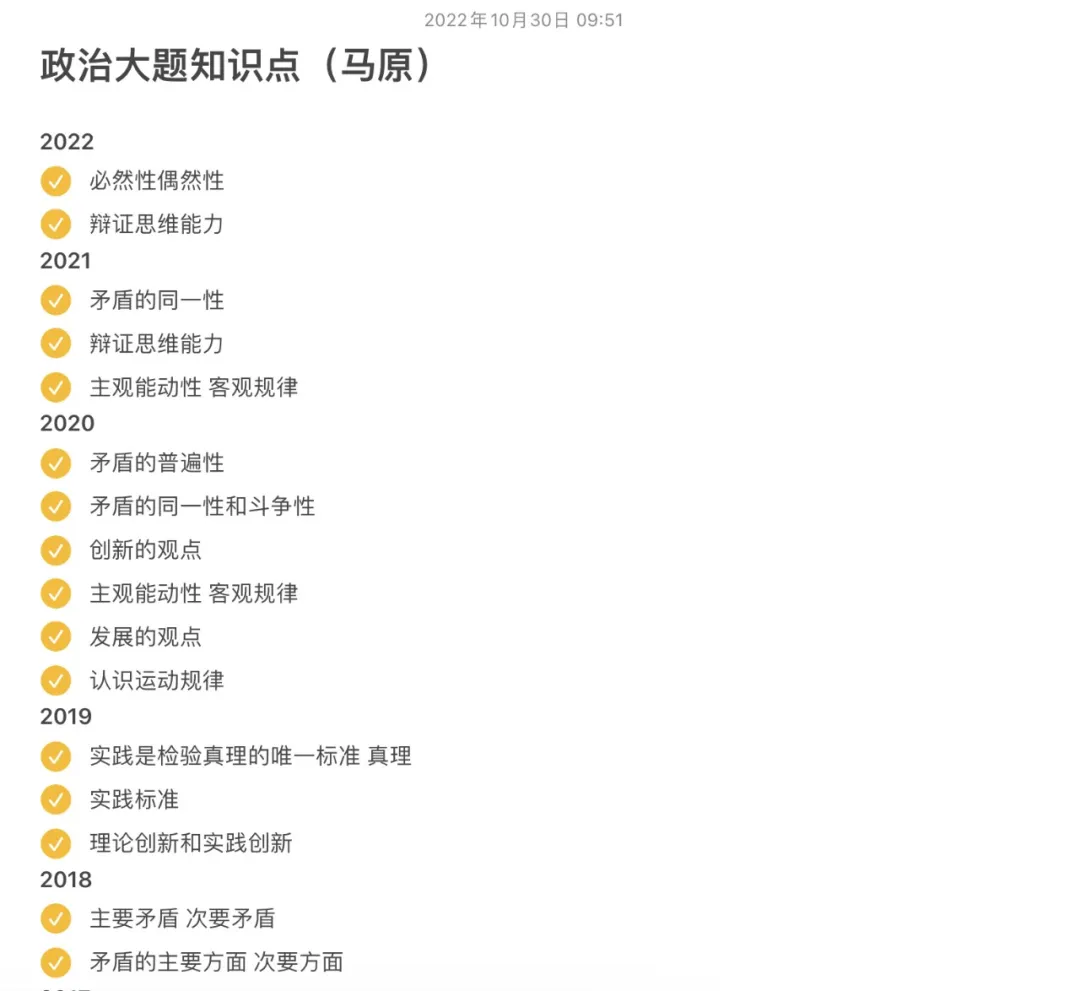 2022年10月30日 09:51
政治大题知识点（马原）
2022
必然性偶然性
辩证思维能力
2021
矛盾的同一性
辩证思维能力
主观能动性 客观规律
2020
矛盾的普遍性
矛盾的同一性和斗争性
创新的观点
主观能动性 客观规律
发展的观点
认识运动规律
2019
实践是检验真理的唯一标准 真理
实践标准
理论创新和实践创新
2018
主要矛盾 次要矛盾
矛盾的主要方面 次要方面